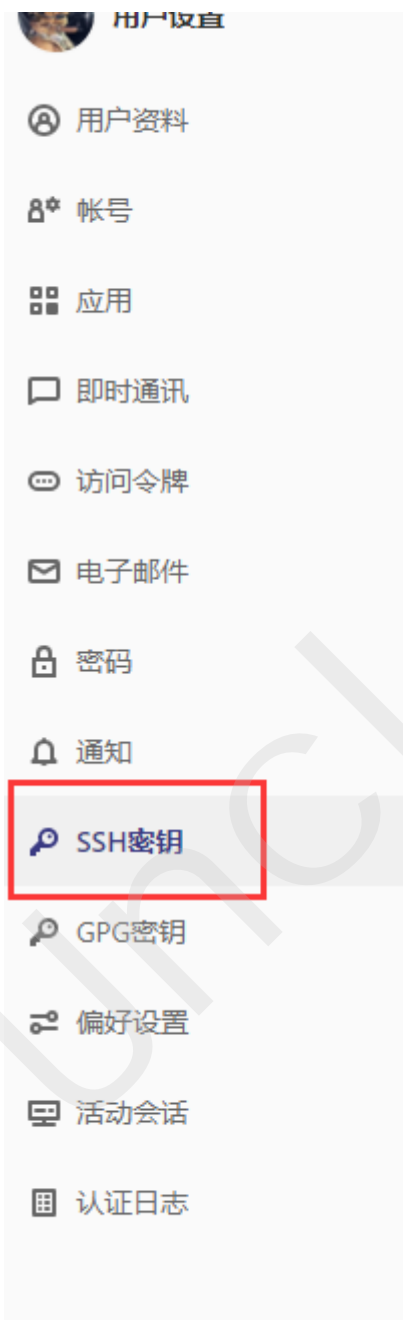 用户设置
用户资料
帐号
应用
即时通讯
访问令牌
电子邮件
密码
通知
SSH密钥
GPG密钥
偏好设置
活动会话
认证日志